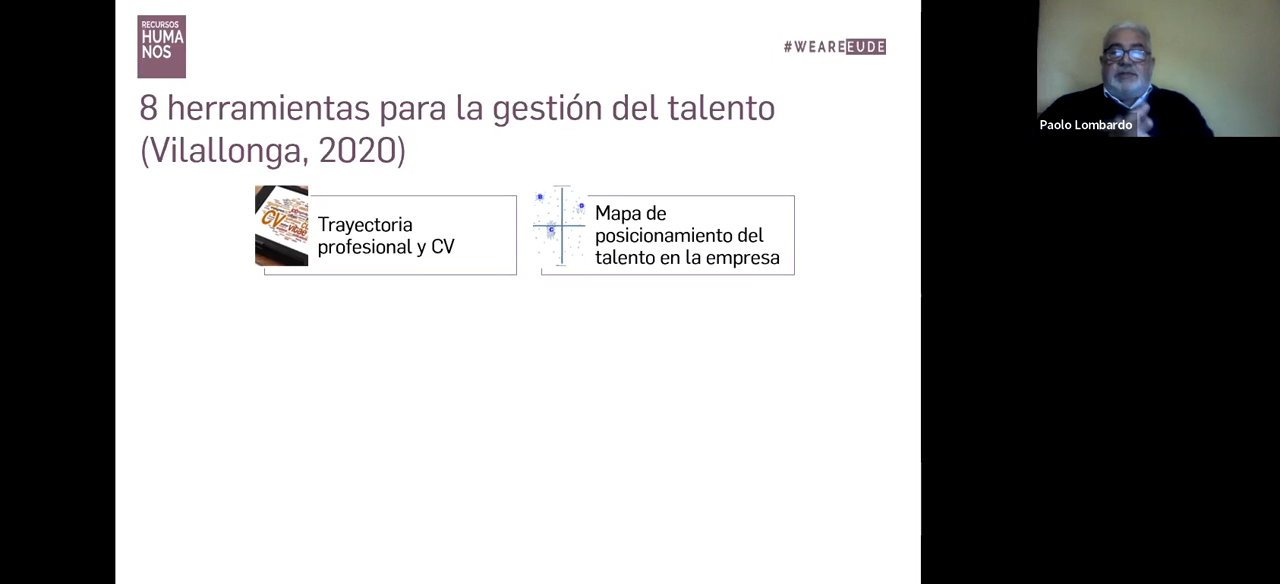 RECURSOS
HUMA
NOS
#WEAREEUDE
8 herramientas para la gestión del talento
(Vilallonga, 2020)
CV
Trayectoria
profesional y CV
Mapa de
posicionamiento del
talento en la empresa
Paolo Lombardo